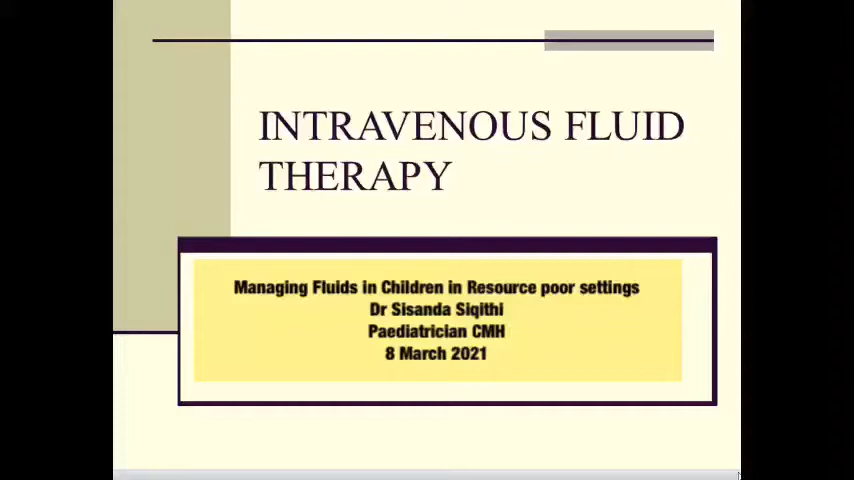 INTRAVENOUS FLUID
THERAPY
Managing Fluids in Children in Resource poor settings
Dr Sisanda Siqithi
Paediatrician CMH
8 March 2021